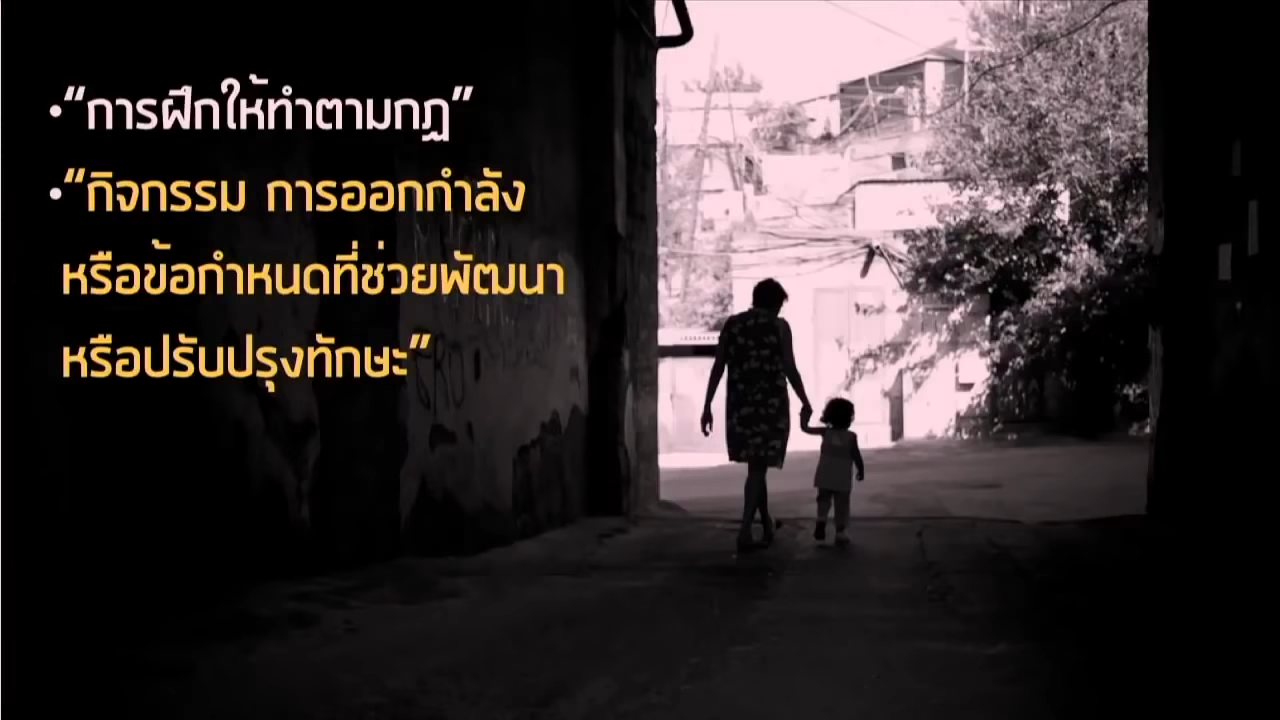 •“การฝึกให้ทำตามกฎ”
•“กิจกรรม การออกกำลัง
หรือข้อกำหนดที่ช่วยพัฒนา
หรือปรับปรุงทักษะ”